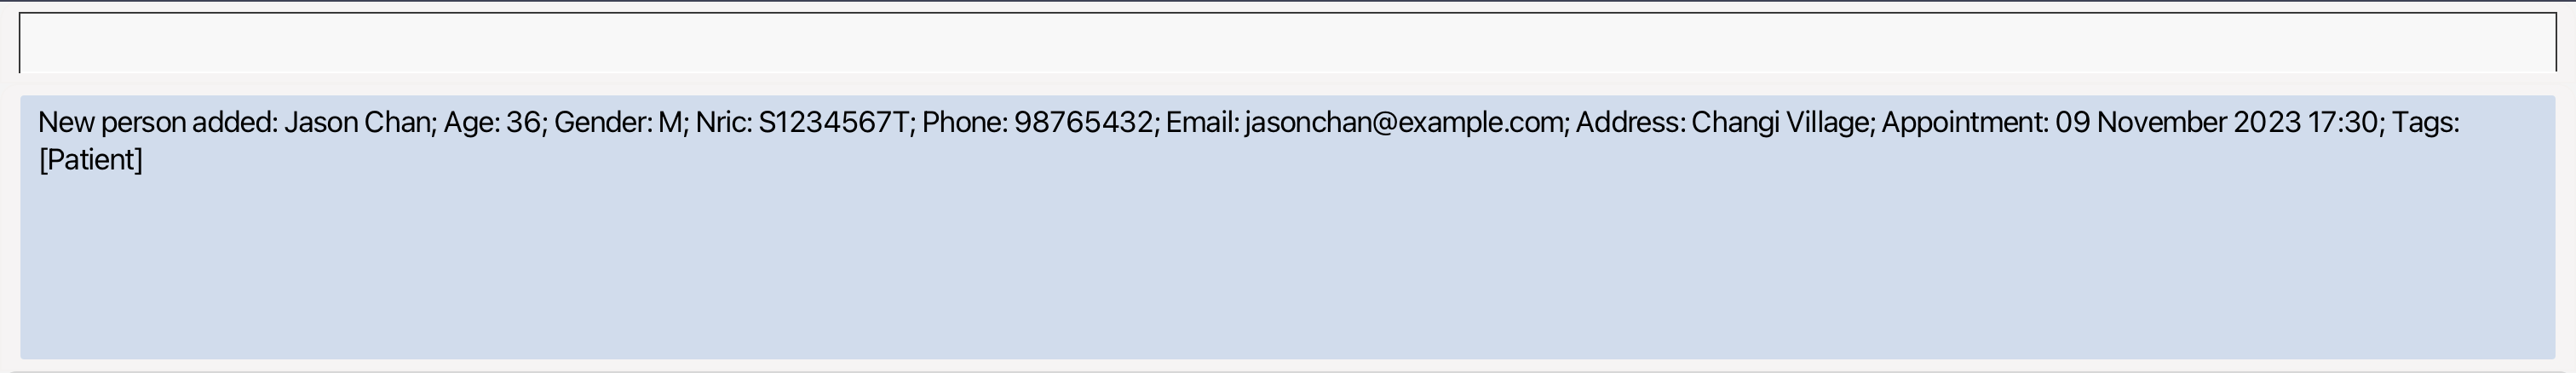 New person added: Jason Chan; Age: 36; Gender: M; Nric: S1234567T; Phone: 98765432; Email: jasonchan@example.com; Address: Changi Village; Appointment: 09 November 2023 17:30; Tags:
[Patient]